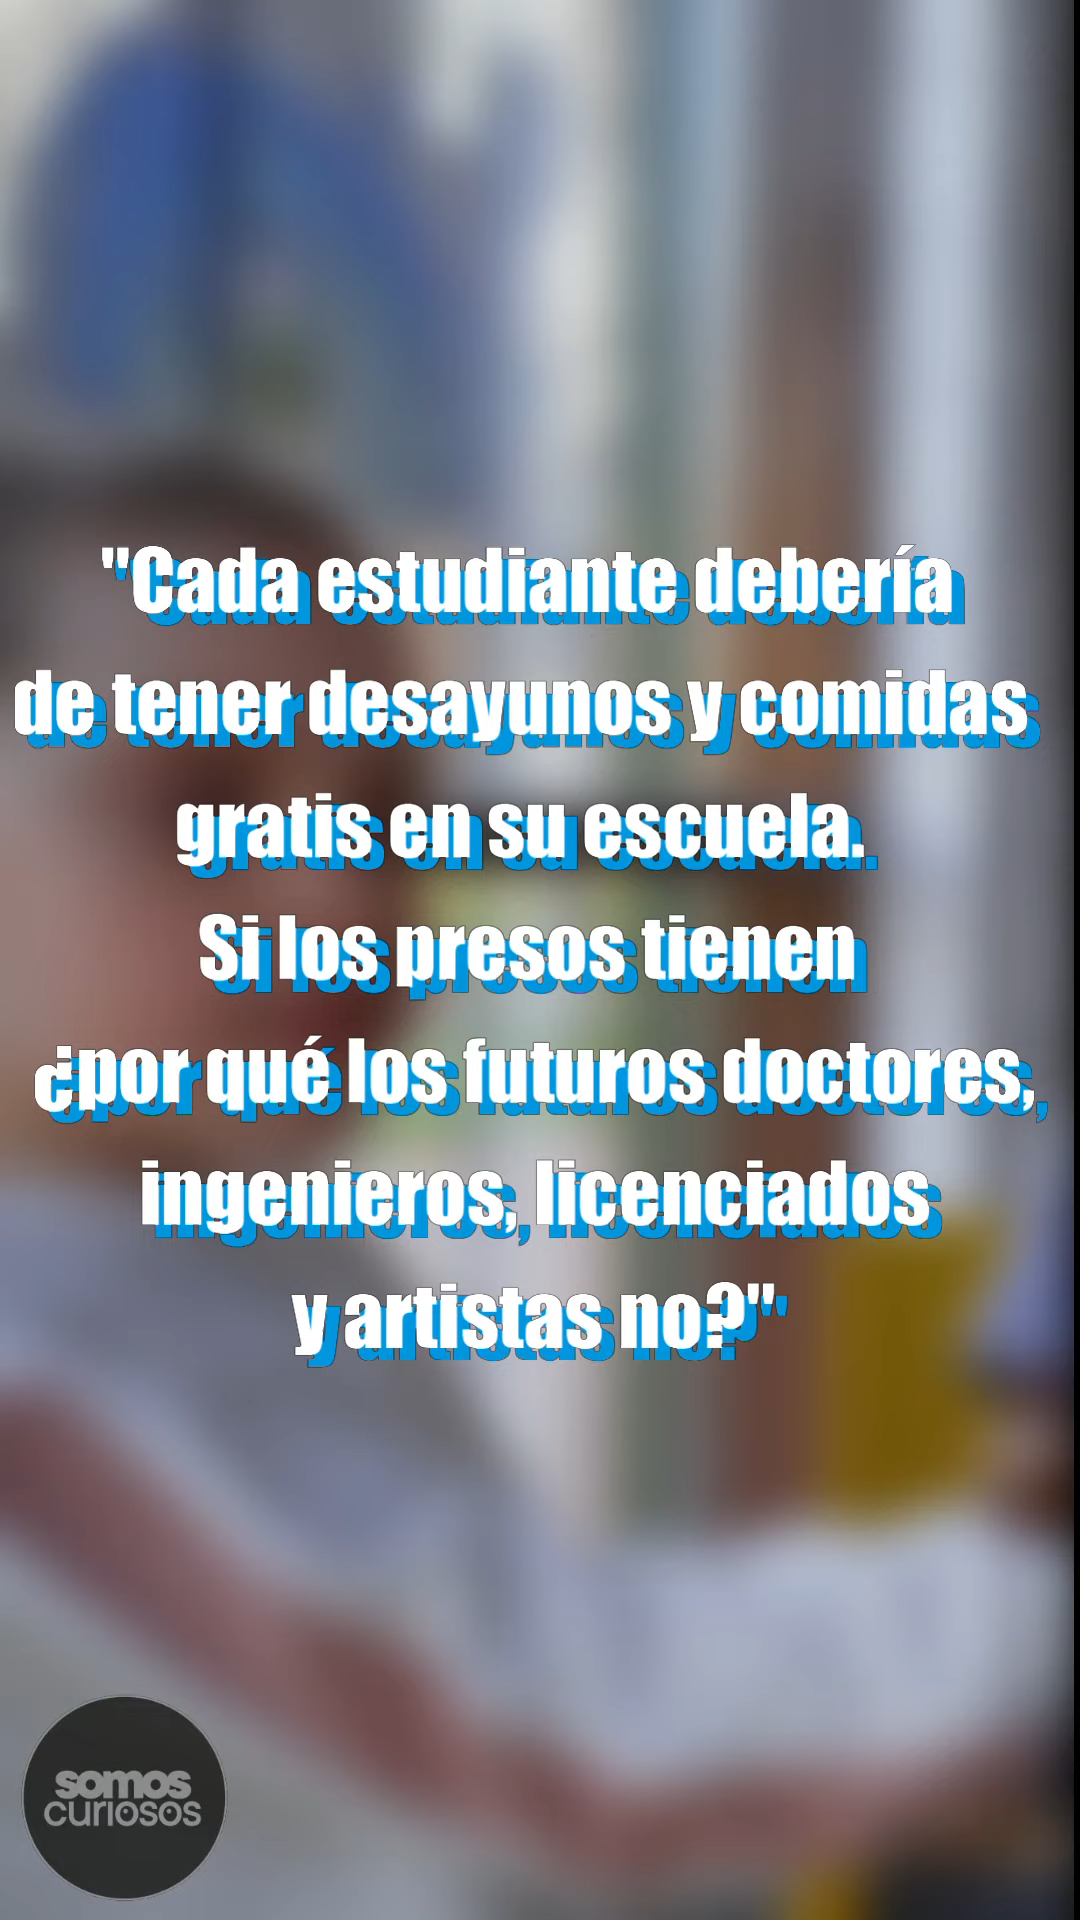 "Cada estudiante debería
de tener desayunos y comidas
gratis en su escuela.
Si los presos tienen
¿por qué los futuros doctores,
ingenieros, licenciados
y artistas no?"
somos
curiosos